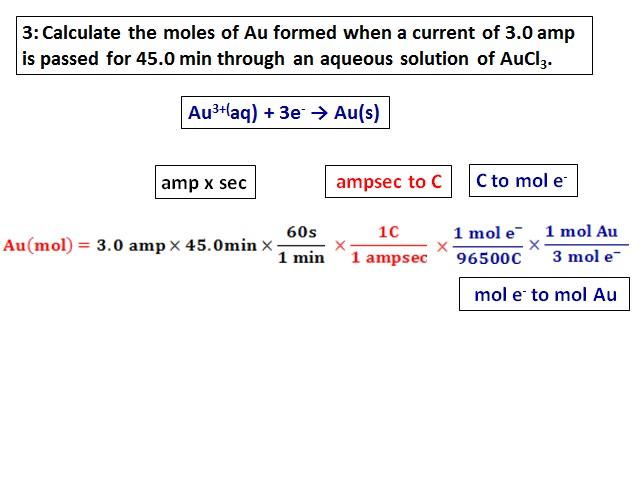 3: Calculate the moles of Au formed when a current of 3.0 amp
is passed for 45.0 min through an aqueous solution of AuCl₃.
Au³⁺(aq) + 3e⁻ → Au(s)
amp x sec
ampsec to C
C to mol e⁻
Au(mol) = 3.0 amp × 45.0min × 60s/1 min × 1C/1 ampsec × 1 mol e⁻/96500C × 1 mol Au/3 mol e⁻
mol e⁻ to mol Au